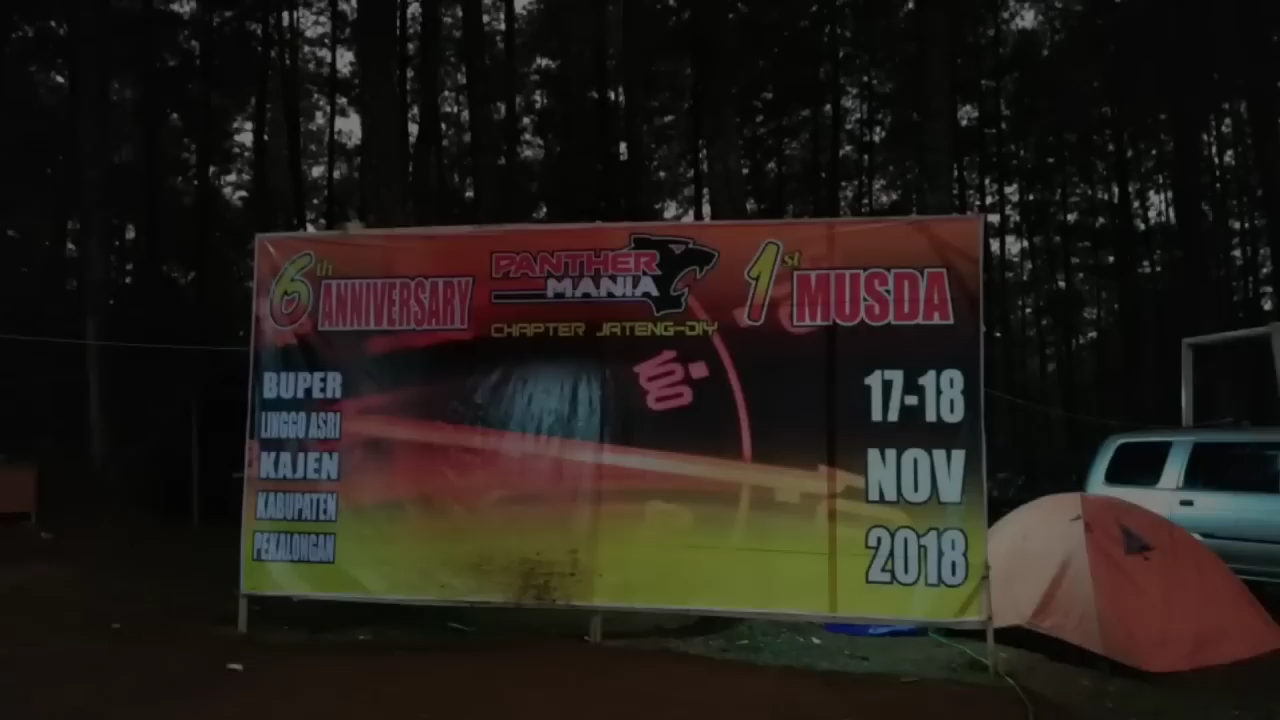 6th ANNIVERSARY
PANTHER
MANIA
CHAPTER JATENG-DIY
1st MUSDA
BUPER
LINGGO ASRI
KAJEN
KABUPATEN
PEKALONGAN
17-18
NOV
2018